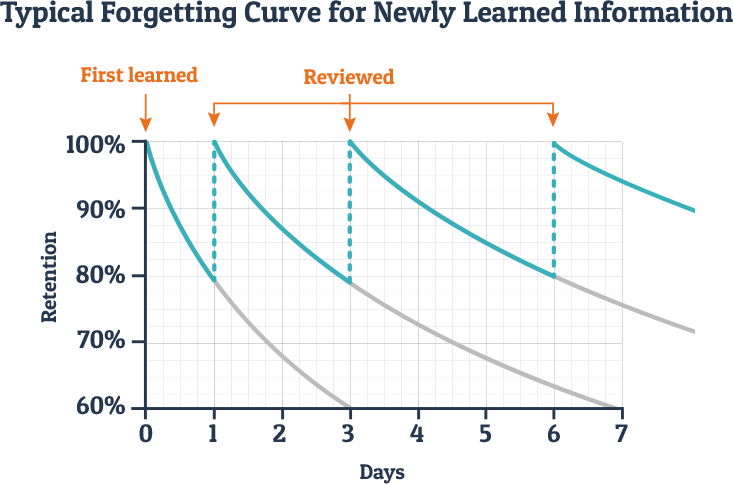 Typical Forgetting Curve for Newly Learned Information
First learned
Reviewed
100%
90%
80%
70%
60%
Retention
0 1 2 3 4 5 6 7
Days